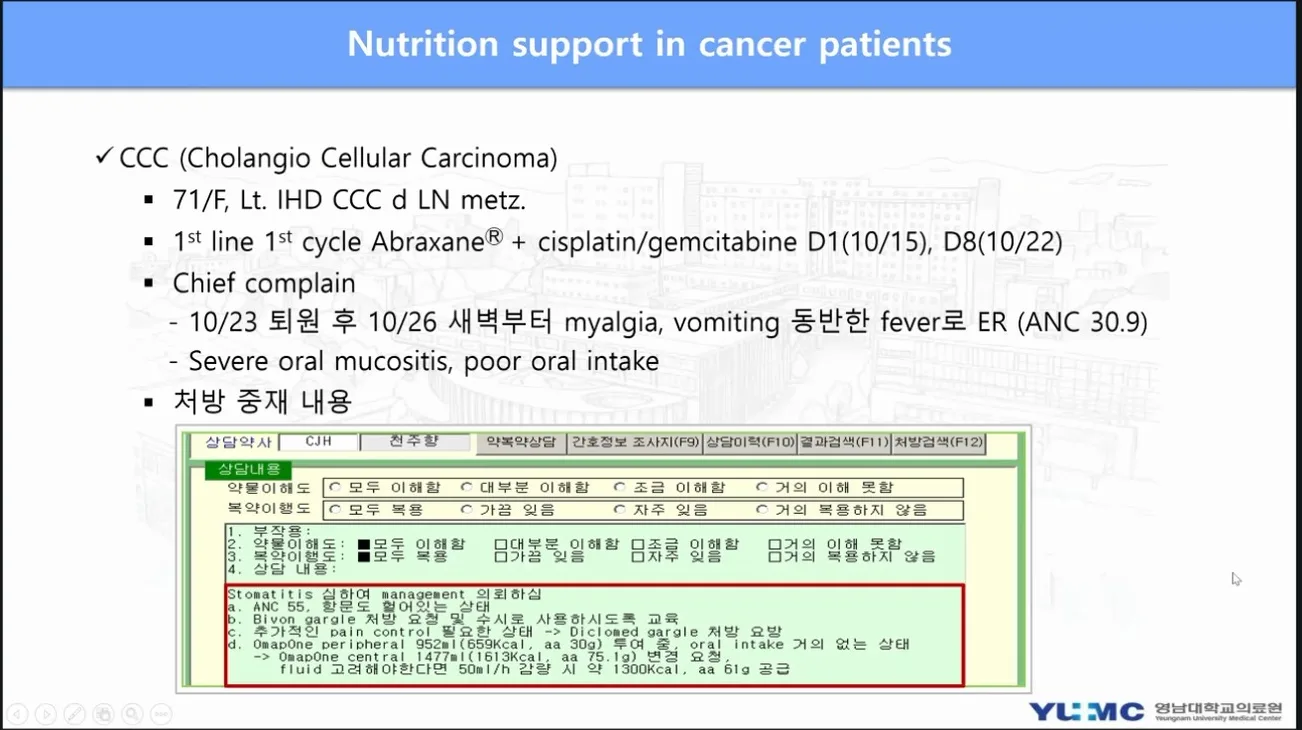 Nutrition support in cancer patients
✓ CCC (Cholangio Cellular Carcinoma)
▪ 71/F, Lt. IHD CCC d LN metz.
▪ 1st line 1st cycle Abraxane® + cisplatin/gemcitabine D1(10/15), D8(10/22)
▪ Chief complain
- 10/23 퇴원 후 10/26 새벽부터 myalgia, vomiting 동반한 fever로 ER (ANC 30.9)
- Severe oral mucositis, poor oral intake
▪ 처방 중재 내용
상담약사 CJH 천주향 약복약상담 간호정보 조사지(F9) 상담이력(F10) 결과검색(F11) 처방검색(F12)
상담내용
약물이해도 ○ 모두 이해함 ○ 대부분 이해함 ○ 조금 이해함 ○ 거의 이해 못함
복약이행도 ○ 모두 복용 ○ 가끔 잊음 ○ 자주 잊음 ○ 거의 복용하지 않음
1. 부작용:
2. 약물이해도: ■모두 이해함 □대부분 이해함 □조금 이해함 □거의 이해 못함
3. 복약이행도: ■모두 복용 □가끔 잊음 □자주 잊음 □거의 복용하지 않음
4. 상담 내용:
Stomatitis 심하여 management 의뢰하심
a. ANC 55, 항문도 헐어있는 상태
b. Bivon gargle 처방 요청 및 수시로 사용하시도록 교육
c. 추가적인 pain control 필요한 상태 -> Diclomed gargle 처방 요방
d. OmapOne peripheral 952ml(659Kcal, aa 30g) 투여 중, oral intake 거의 없는 상태
-> OmapOne central 1477ml(1613Kcal, aa 75.1g) 변경 요청,
fluid 고려해야한다면 50ml/h 감량 시 약 1300Kcal, aa 61g 공급
YUMC 영남대학교의료원
Yeungnam University Medical Center